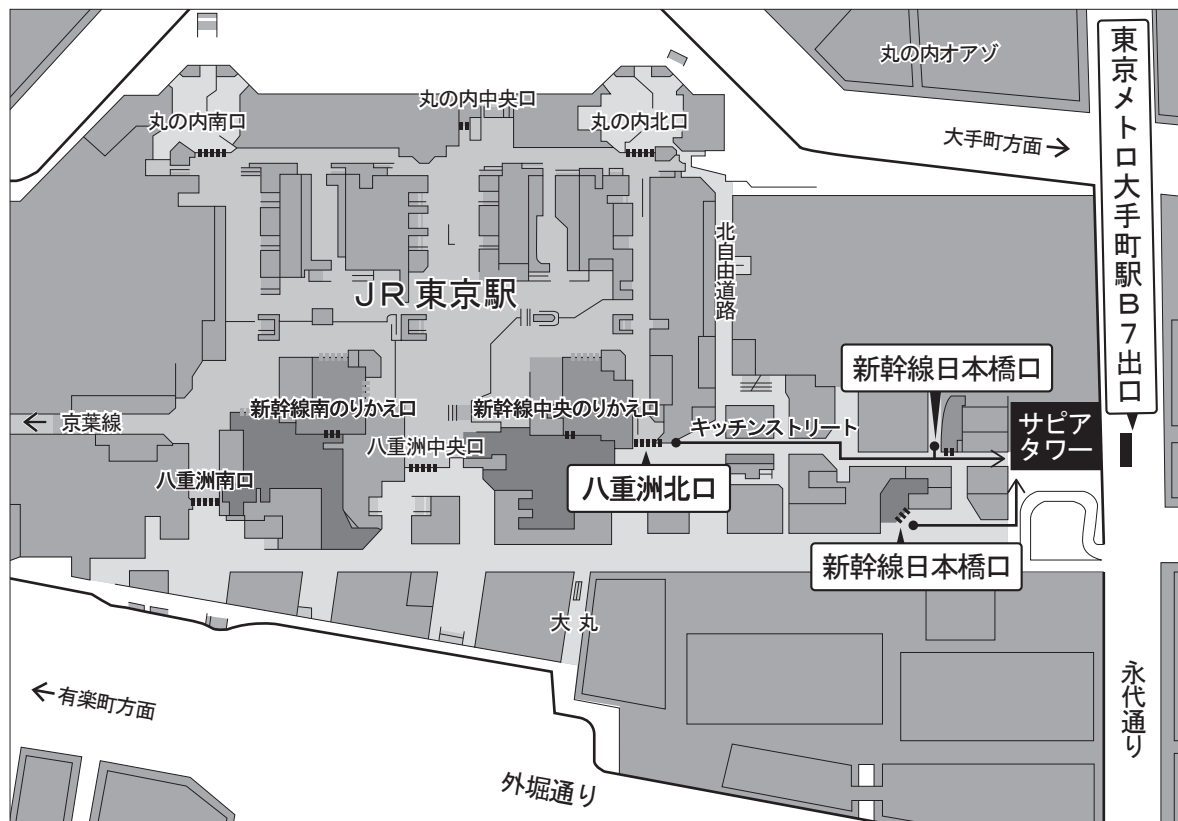 丸の内オアゾ
東京メトロ大手町駅B7出口
丸の内中央口
丸の内南口
丸の内北口
大手町方面→
北自由道路
JR東京駅
新幹線日本橋口
←京葉線
新幹線南のりかえ口
新幹線中央のりかえ口
キッチンストリート
サピア
タワー
八重洲中央口
八重洲南口
八重洲北口
新幹線日本橋口
大丸
永代通り
←有楽町方面
外堀通り